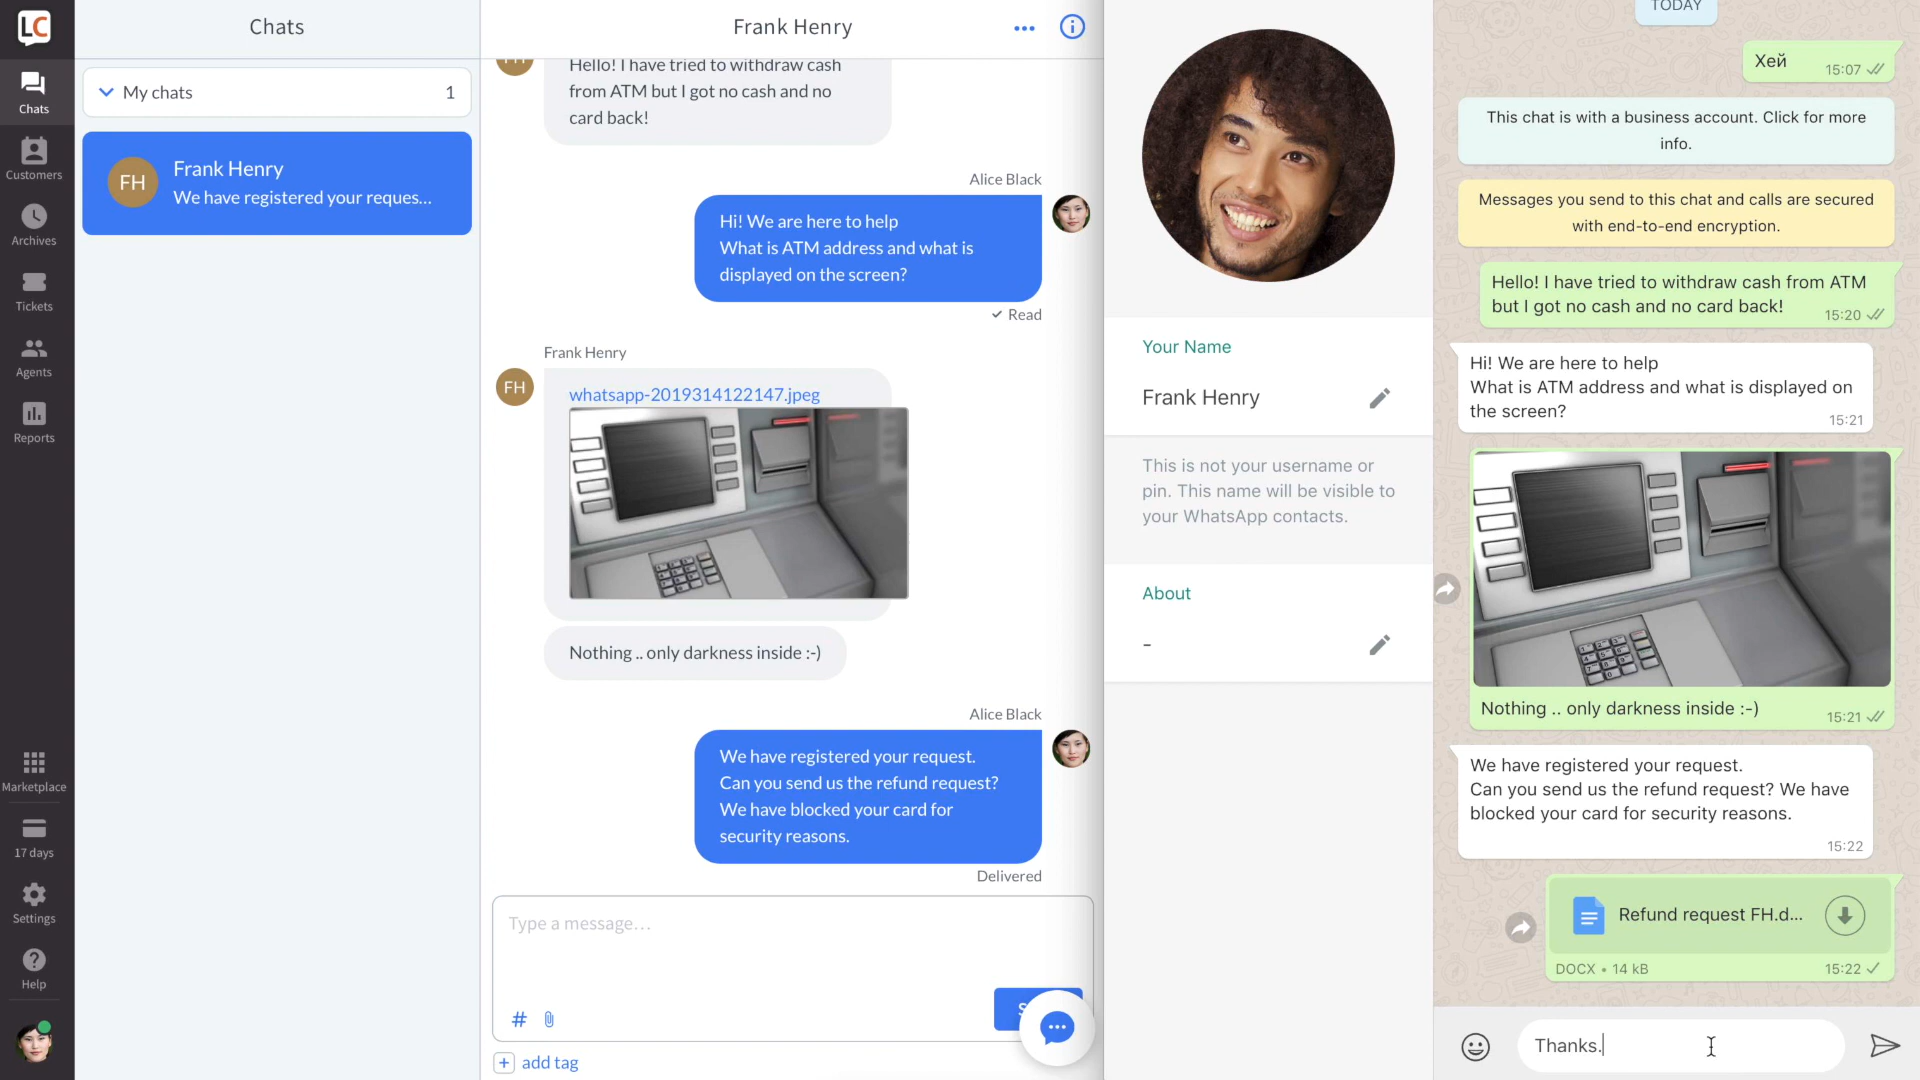 LC
Chats
Customers
Archives
Tickets
Agents
Reports
Marketplace
17 days
Settings
Help
Chats
My chats
1
FH
Frank Henry
We have registered your reques...
Frank Henry
Hello! I have tried to withdraw cash
from ATM but I got no cash and no
card back!
Alice Black
Hi! We are here to help
What is ATM address and what is
displayed on the screen?
Read
Frank Henry
FH
whatsapp-2019314122147.jpeg
Nothing .. only darkness inside :-)
Alice Black
We have registered your request.
Can you send us the refund request?
We have blocked your card for
security reasons.
Delivered
Type a message...
#
+ add tag
Your Name
Frank Henry
This is not your username or
pin. This name will be visible to
your WhatsApp contacts.
About
-
TODAY
Хей
15:07
This chat is with a business account. Click for more
info.
Messages you send to this chat and calls are secured
with end-to-end encryption.
Hello! I have tried to withdraw cash from ATM
but I got no cash and no card back!
15:20
Hi! We are here to help
What is ATM address and what is displayed on
the screen?
15:21
Nothing .. only darkness inside :-)
15:21
We have registered your request.
Can you send us the refund request? We have
blocked your card for security reasons.
15:22
Refund request FH.d...
DOCX • 14 kB
15:22
Thanks.